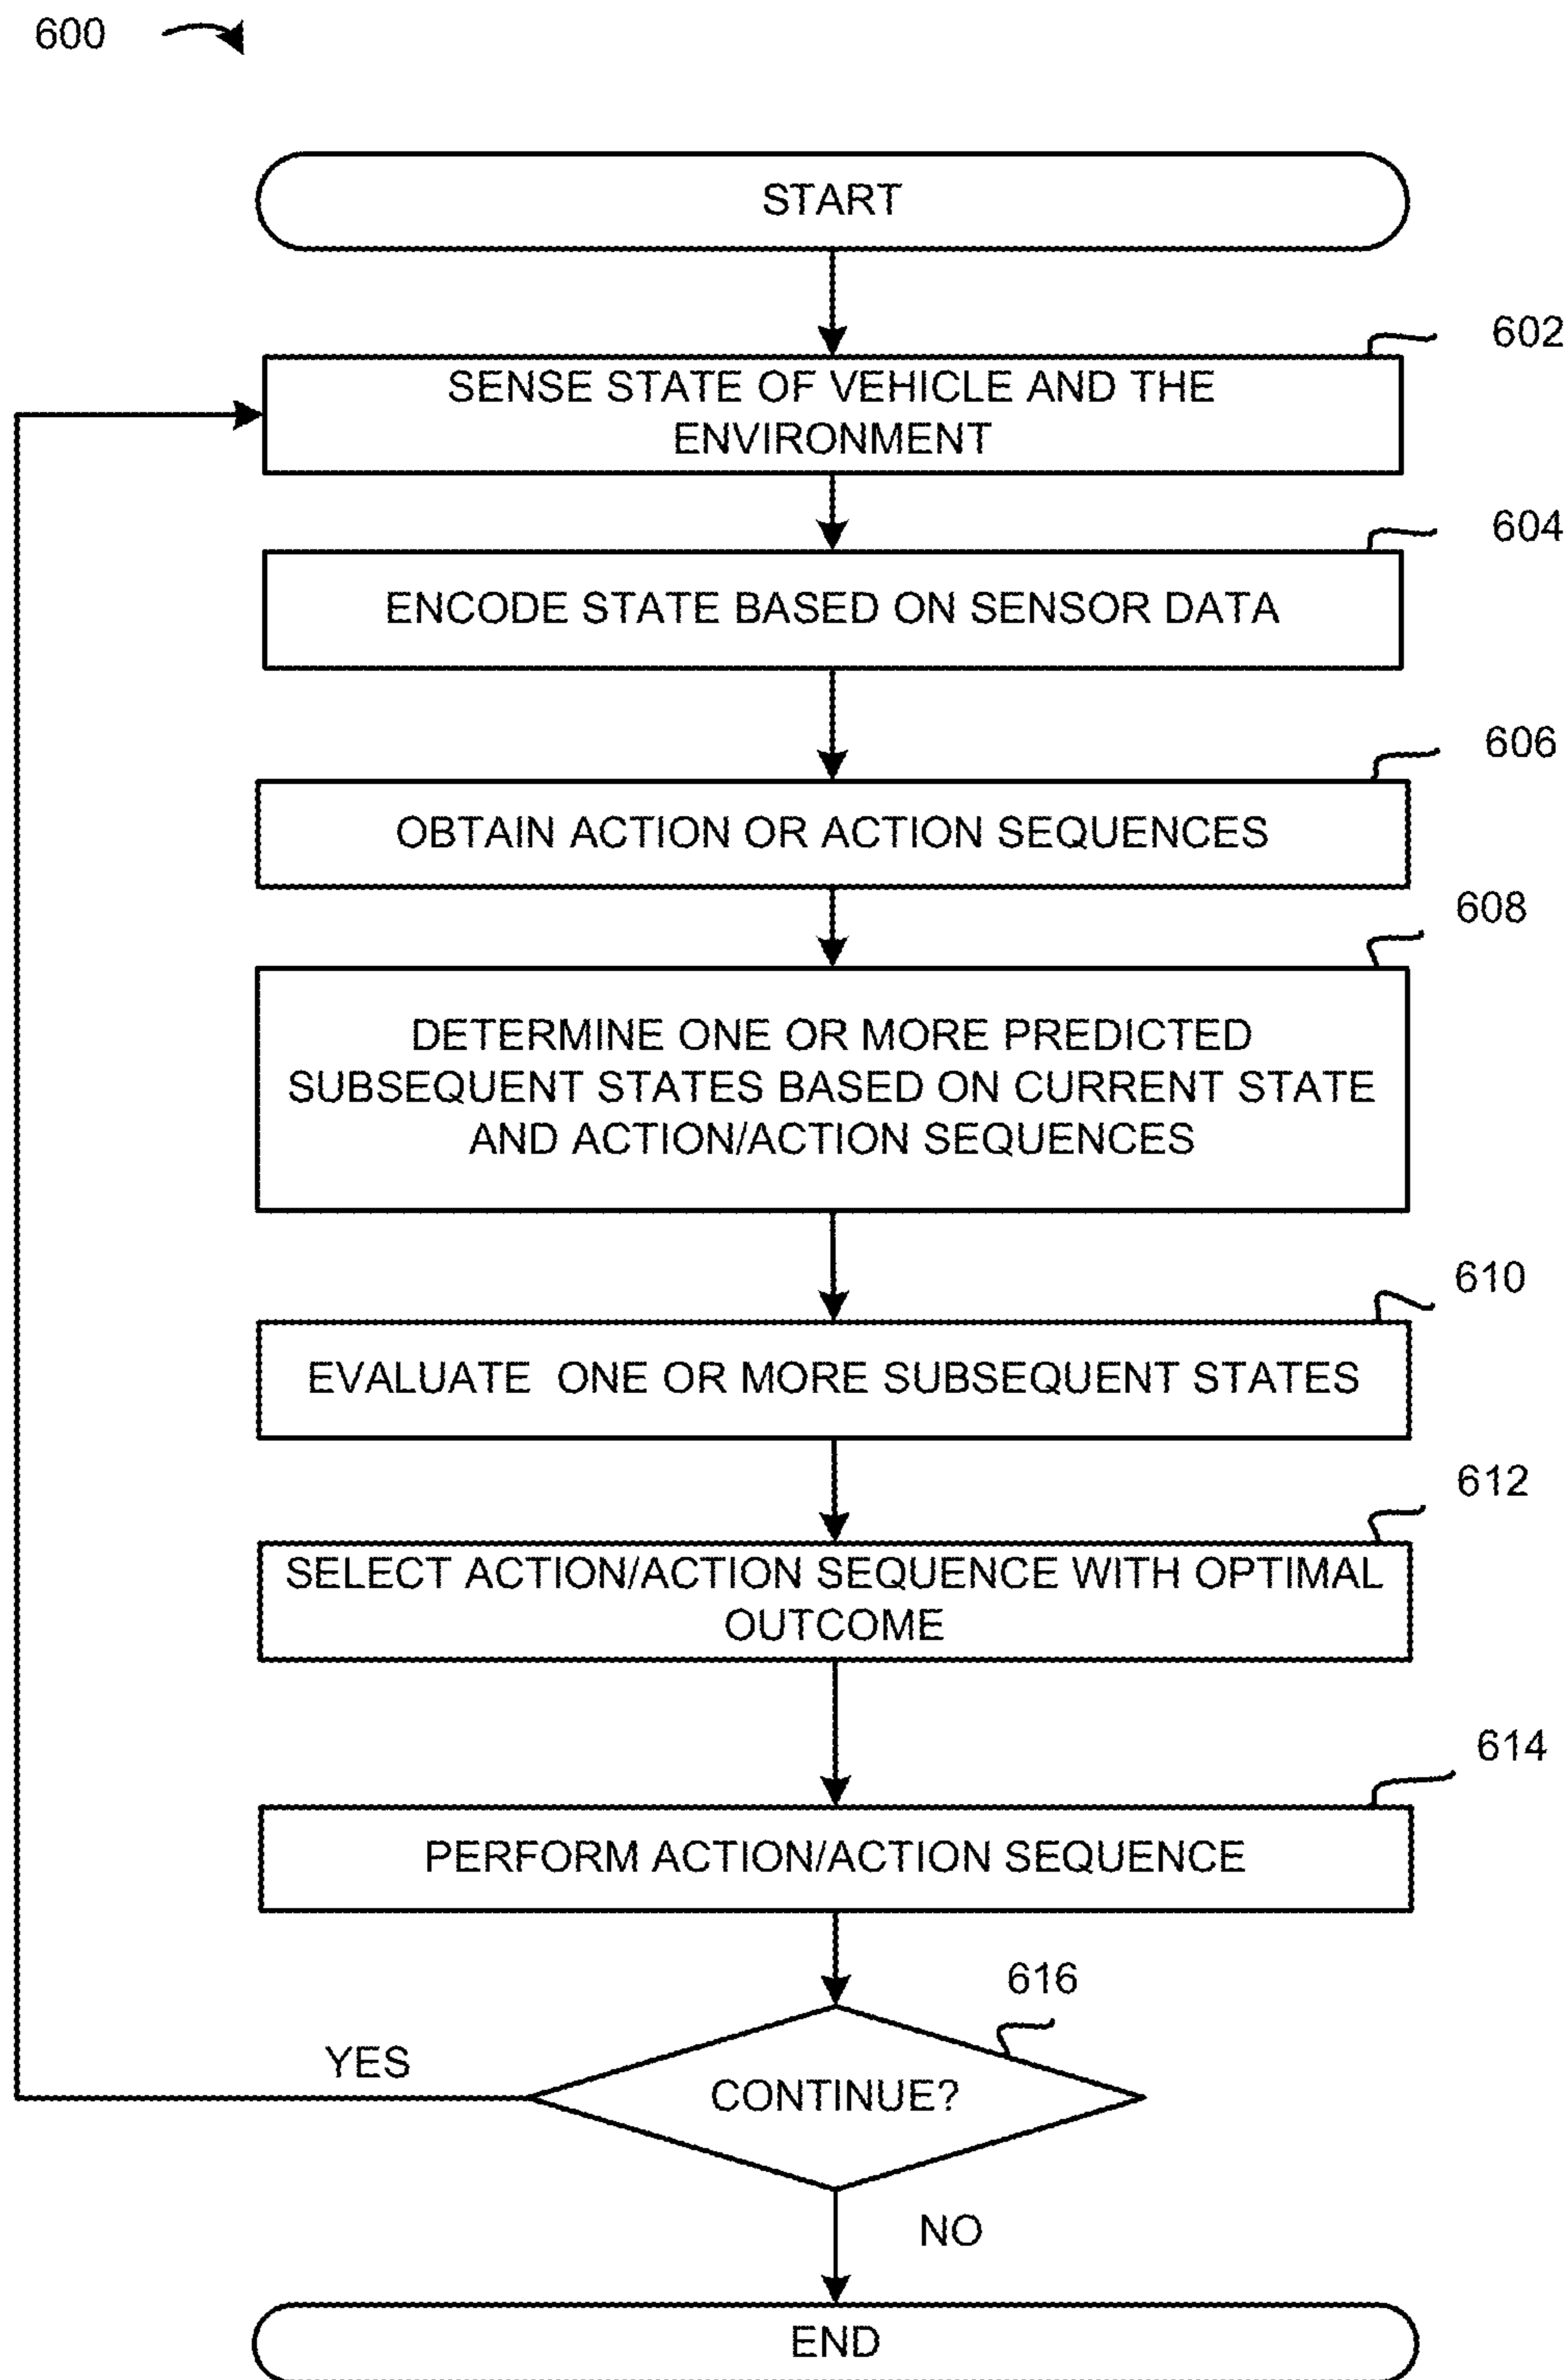 600
START
602
SENSE STATE OF VEHICLE AND THE
ENVIRONMENT
604
ENCODE STATE BASED ON SENSOR DATA
606
OBTAIN ACTION OR ACTION SEQUENCES
608
DETERMINE ONE OR MORE PREDICTED
SUBSEQUENT STATES BASED ON CURRENT STATE
AND ACTION/ACTION SEQUENCES
610
EVALUATE ONE OR MORE SUBSEQUENT STATES
612
SELECT ACTION/ACTION SEQUENCE WITH OPTIMAL
OUTCOME
614
PERFORM ACTION/ACTION SEQUENCE
616
YES
CONTINUE?
NO
END